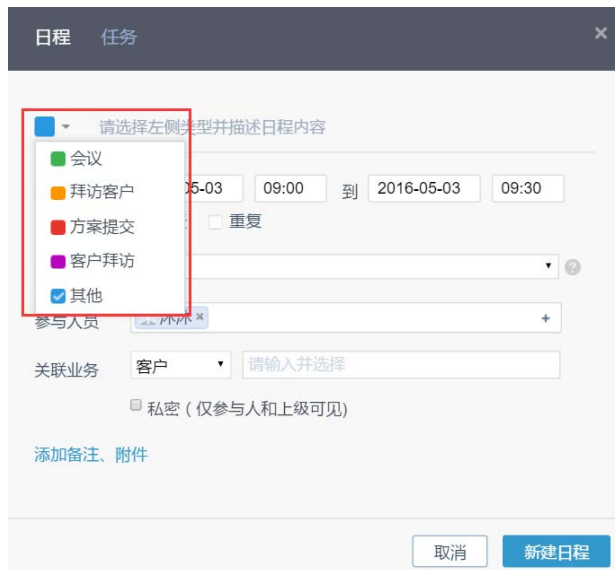 日程 任务 ×
请选择左侧类型并描述日程内容
会议
拜访客户 05-03 09:00 到 2016-05-03 09:30
方案提交 重复
客户拜访 ?
其他
参与人员 沐沐 × +
关联业务 客户 请输入并选择
私密 ( 仅参与人和上级可见)
添加备注、附件
取消 新建日程